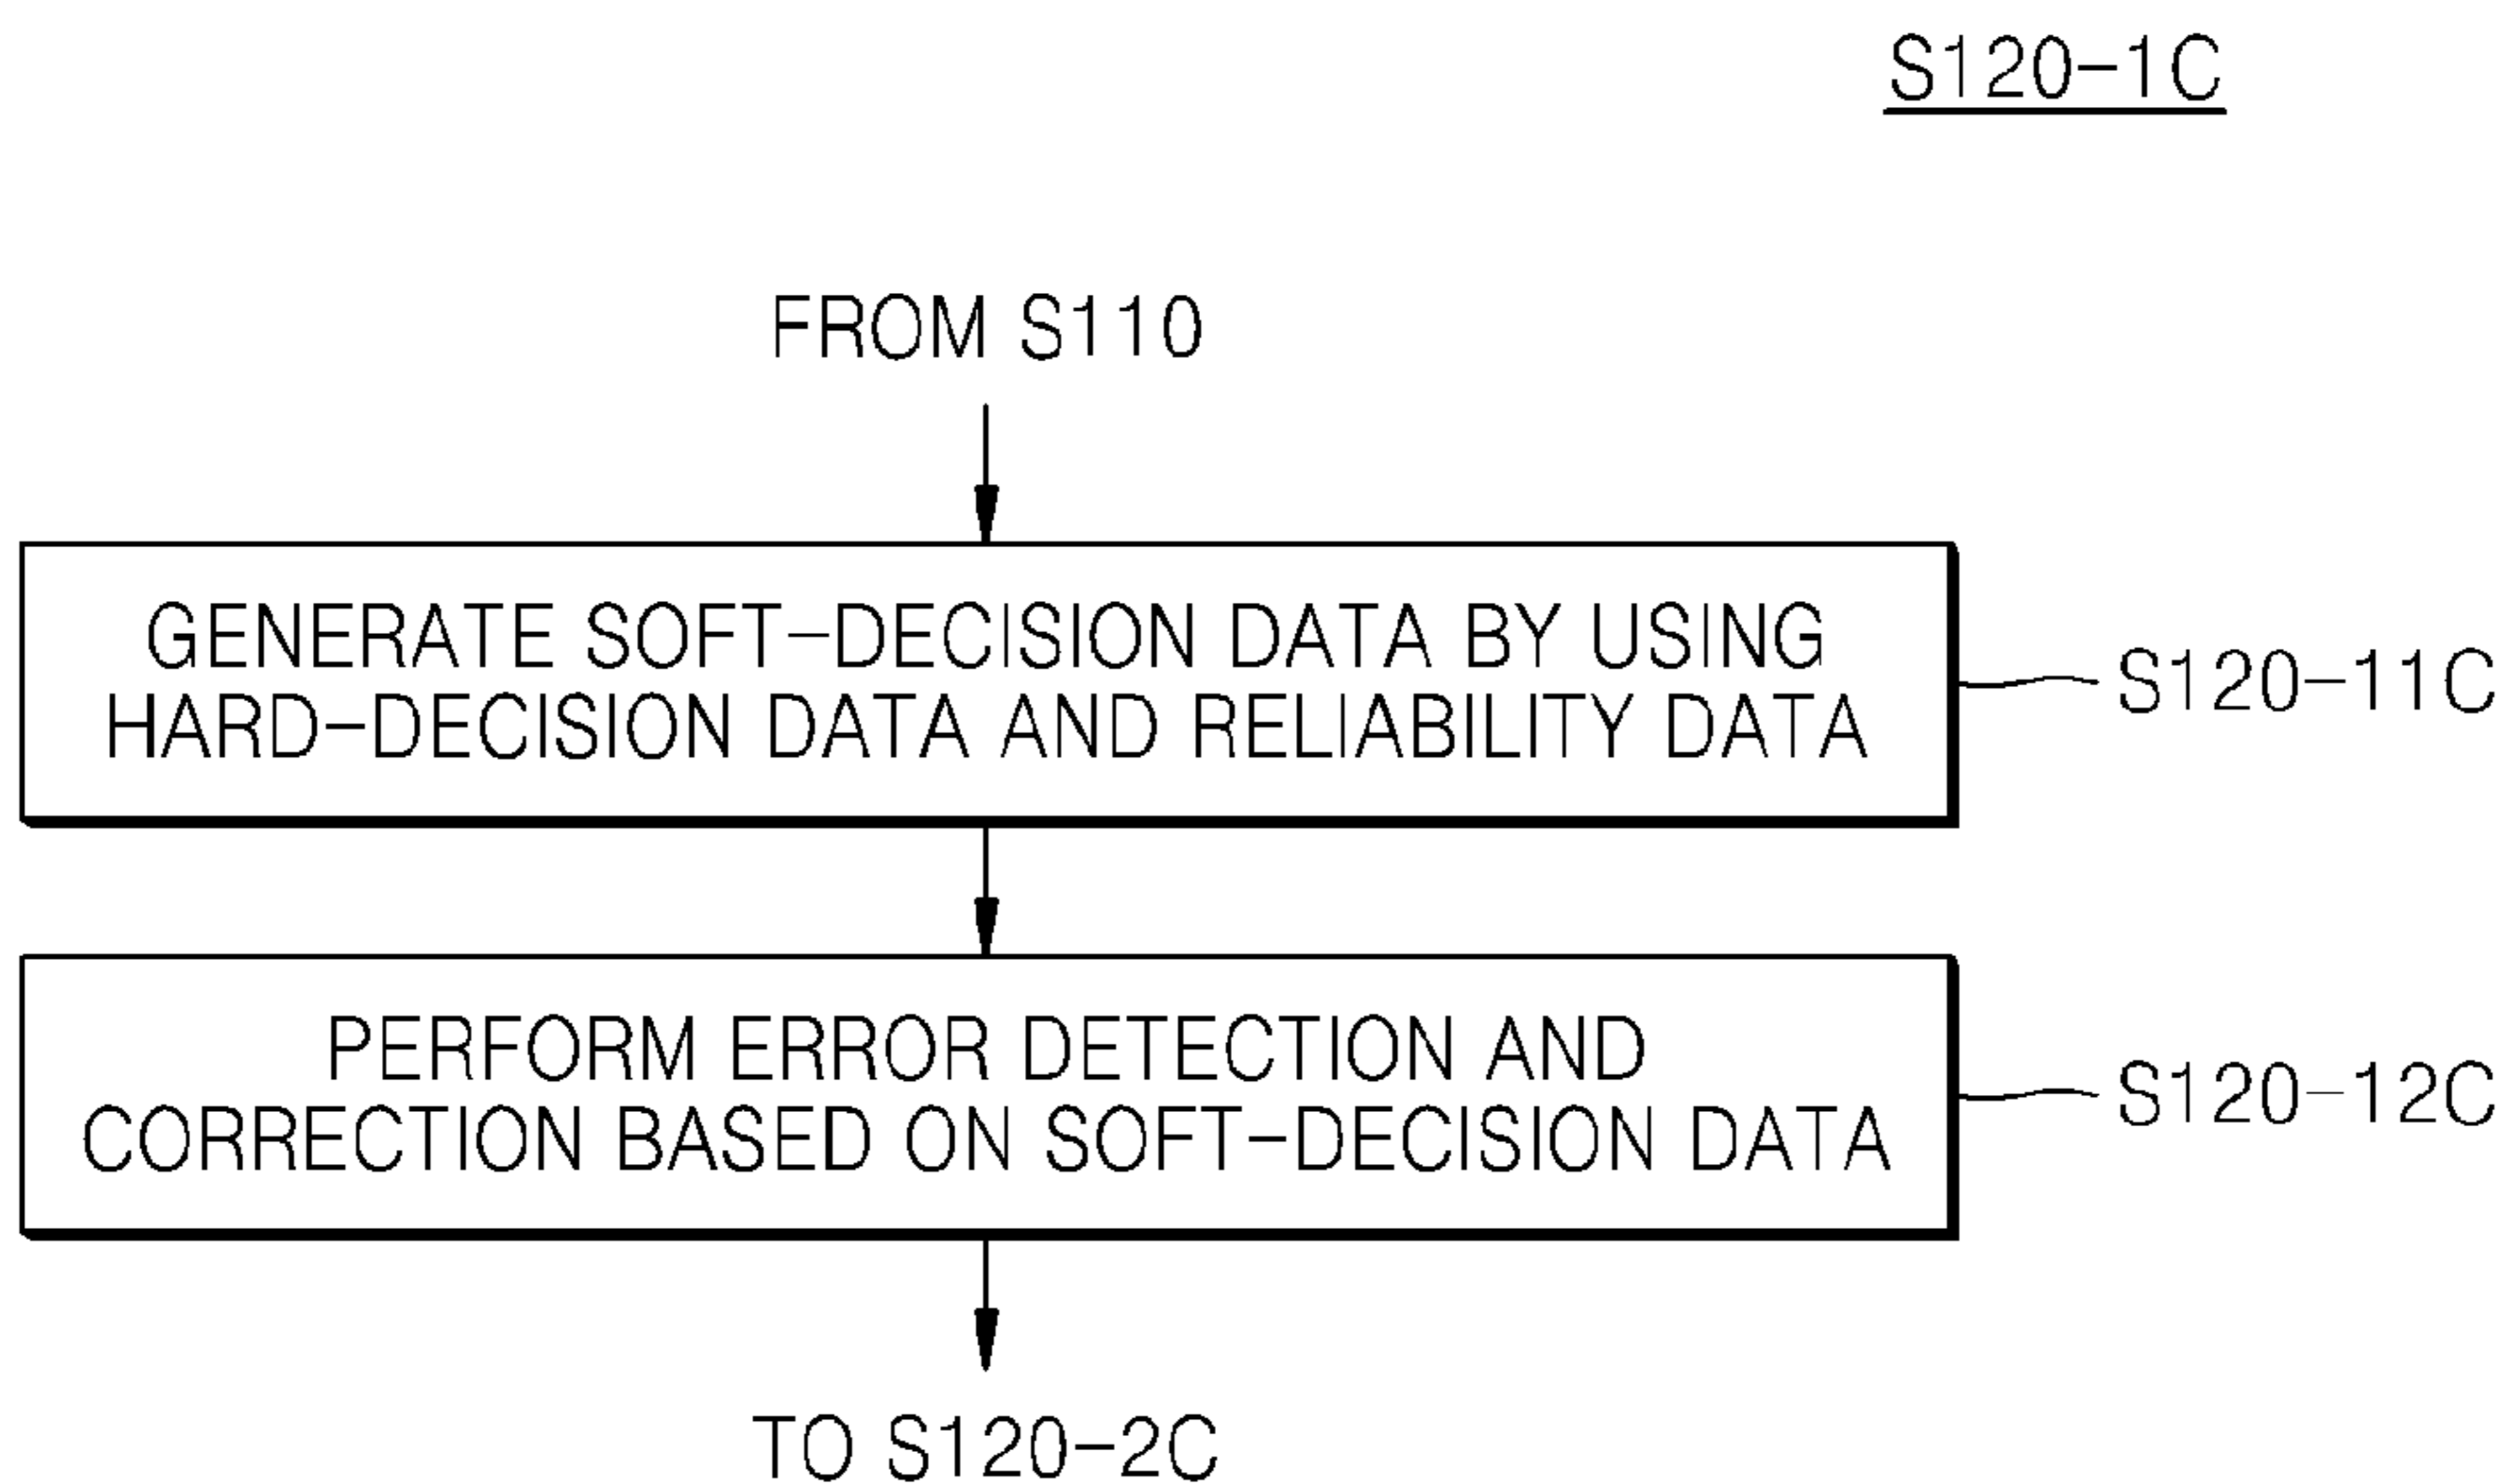 S120-1C
FROM S110
GENERATE SOFT-DECISION DATA BY USING
HARD-DECISION DATA AND RELIABILITY DATA
S120-11C
PERFORM ERROR DETECTION AND
CORRECTION BASED ON SOFT-DECISION DATA
S120-12C
TO S120-2C